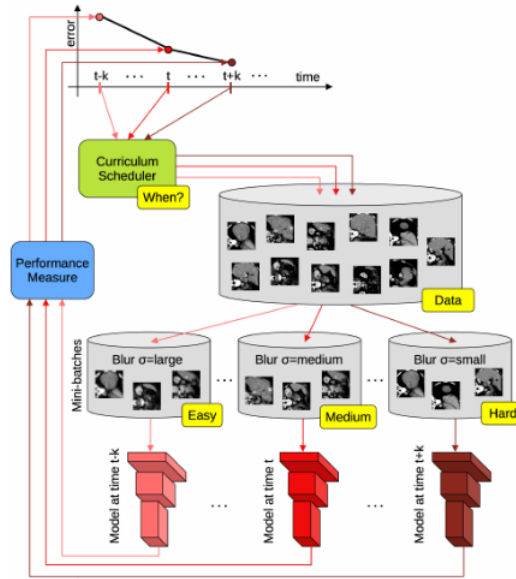 error
t-k ... t ... t+k ... time
Curriculum
Scheduler
When?
Performance
Measure
Data
Mini-batches
Blur σ=large
Easy
...
Blur σ=medium
Medium
...
Blur σ=small
Hard
Model at time t-k
...
Model at time t
...
Model at time t+k